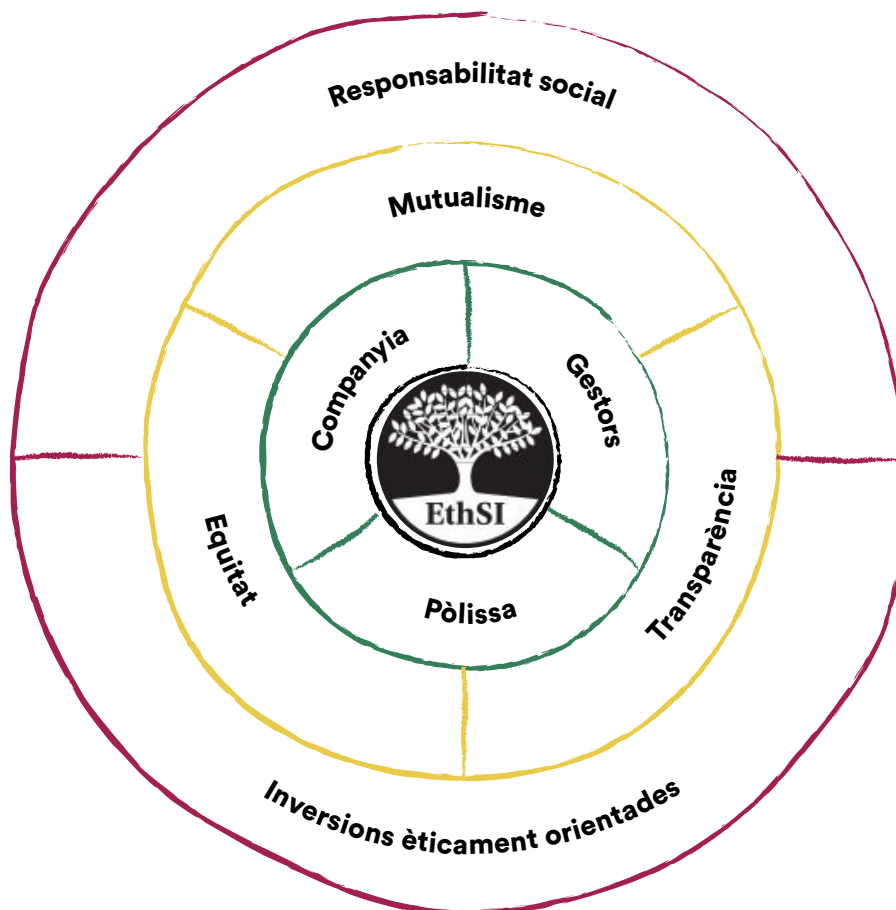 Responsabilitat social
Mutualisme
Companyia
Gestors
EthSI
Equitat
Transparència
Pòlissa
Inversions èticament orientades